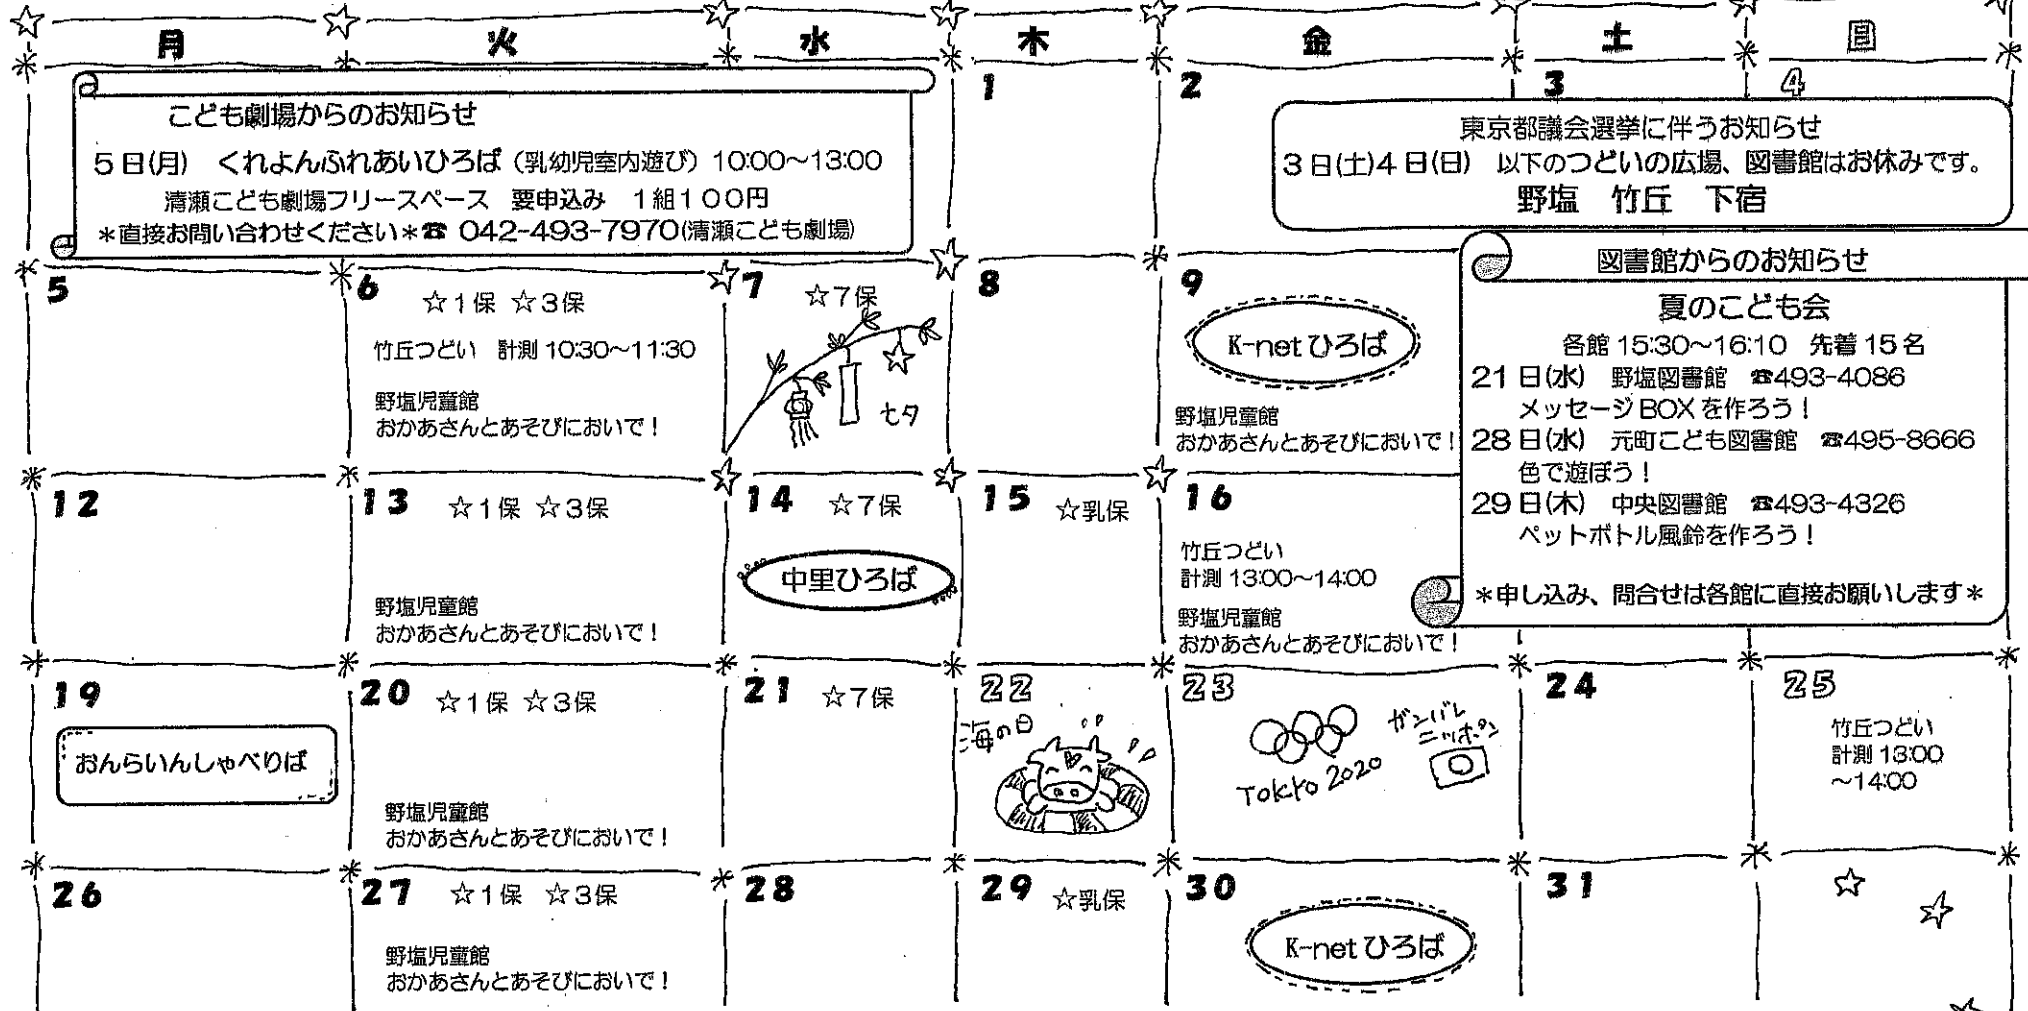 月 火 水 木 金 土 日
こども劇場からのお知らせ
5日(月) くれよんふれあいひろば（乳幼児室内遊び）10:00～13:00
清瀬こども劇場フリースペース 要申込み 1組100円
＊直接お問い合わせください＊☎ 042-493-7970(清瀬こども劇場)
1
2
3
4
東京都議会選挙に伴うお知らせ
3日(土)4日(日) 以下のつどいの広場、図書館はお休みです。
野塩 竹丘 下宿
図書館からのお知らせ
夏のこども会
各館 15:30～16:10 先着15名
21日(水) 野塩図書館 ☎493-4086
メッセージBOXを作ろう！
28日(水) 元町こども図書館 ☎495-8666
色で遊ぼう！
29日(木) 中央図書館 ☎493-4326
ペットボトル風鈴を作ろう！
＊申し込み、問合せは各館に直接お願いします＊
5
6 ☆1保 ☆3保
竹丘つどい 計測 10:30～11:30
野塩児童館
おかあさんとあそびにおいで！
7 ☆7保
七夕
8
9
K-netひろば
野塩児童館
おかあさんとあそびにおいで！
12
13 ☆1保 ☆3保
野塩児童館
おかあさんとあそびにおいで！
14 ☆7保
中里ひろば
15 ☆乳保
16
竹丘つどい
計測 13:00～14:00
野塩児童館
おかあさんとあそびにおいで！
19
おんらいんしゃべりば
20 ☆1保 ☆3保
野塩児童館
おかあさんとあそびにおいで！
21 ☆7保
22
海の日
23
Tokyo 2020
ガンバレ
ニッポン
24
25
竹丘つどい
計測 13:00
～14:00
26
27 ☆1保 ☆3保
野塩児童館
おかあさんとあそびにおいで！
28
29 ☆乳保
30
K-netひろば
31